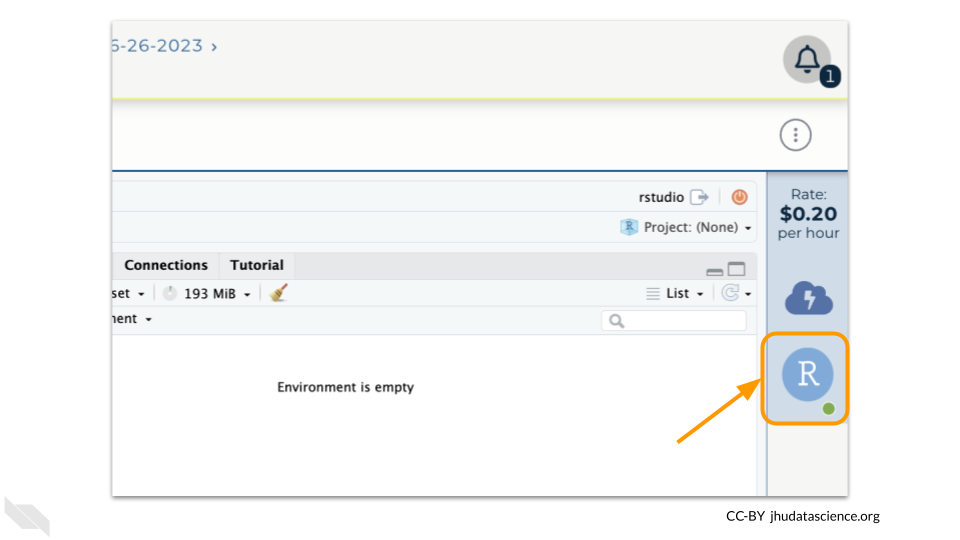 6-26-2023 ›
1
rstudio
Project: (None)
Rate:
$0.20
per hour
Connections Tutorial
193 MiB
List
Environment is empty
R
CC-BY jhudatascience.org